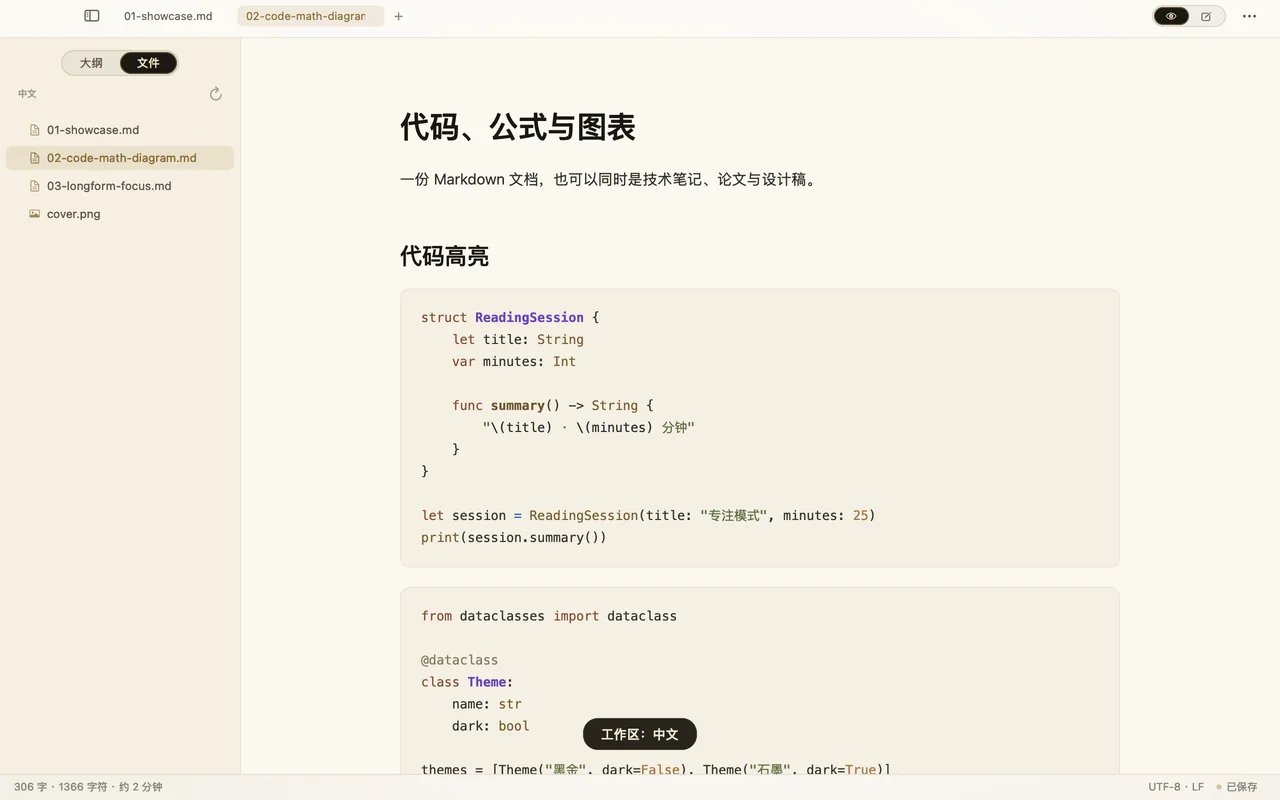 01-showcase.md
02-code-math-diagran
大纲
文件
中文
01-showcase.md
02-code-math-diagram.md
03-longform-focus.md
cover.png
代码、公式与图表
一份 Markdown 文档，也可以同时是技术笔记、论文与设计稿。
代码高亮
struct ReadingSession {
    let title: String
    var minutes: Int
    func summary() -> String {
        "\(title) · \(minutes) 分钟"
    }
}
let session = ReadingSession(title: "专注模式", minutes: 25)
print(session.summary())
from dataclasses import dataclass
@dataclass
class Theme:
    name: str
    dark: bool
themes = [Theme("黑金", dark=False), Theme("石墨", dark=True)]
工作区：中文
306 字 · 1366 字符 · 约 2 分钟
UTF-8 · LF
已保存